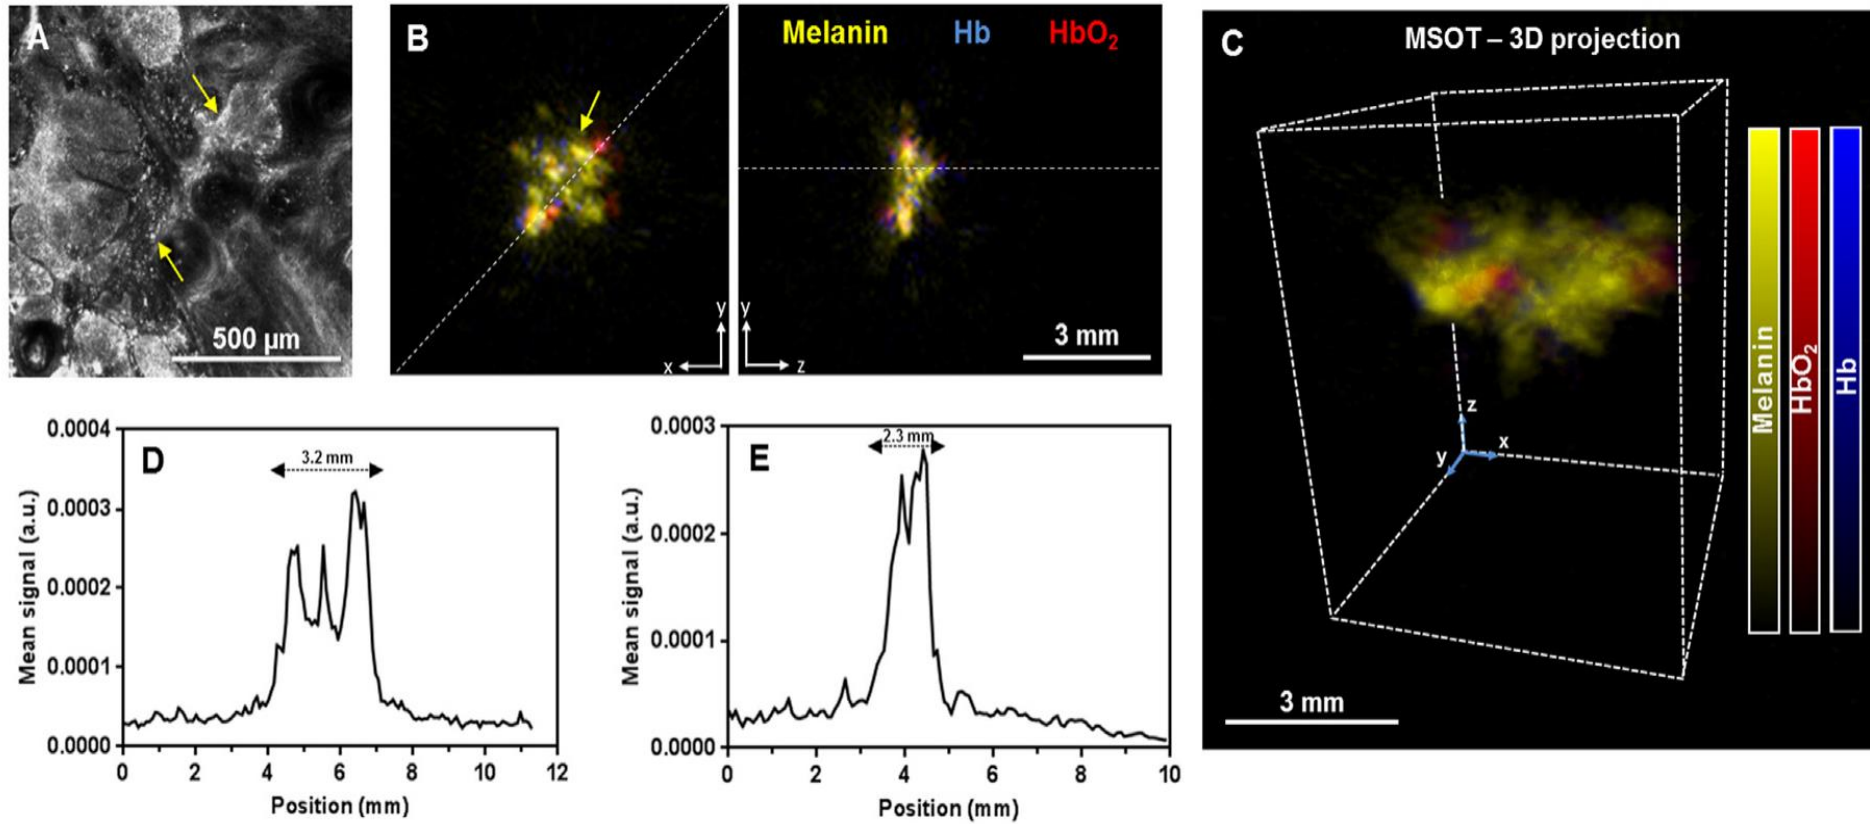 A
500 µm
B
Melanin Hb HbO₂
y
x
y
z
3 mm
C
MSOT – 3D projection
z
x
y
3 mm
Melanin
HbO₂
Hb
D
3.2 mm
0.0004
0.0003
0.0002
0.0001
0.0000
Mean signal (a.u.)
0 2 4 6 8 10 12
Position (mm)
E
2.3 mm
0.0003
0.0002
0.0001
0.0000
Mean signal (a.u.)
0 2 4 6 8 10
Position (mm)